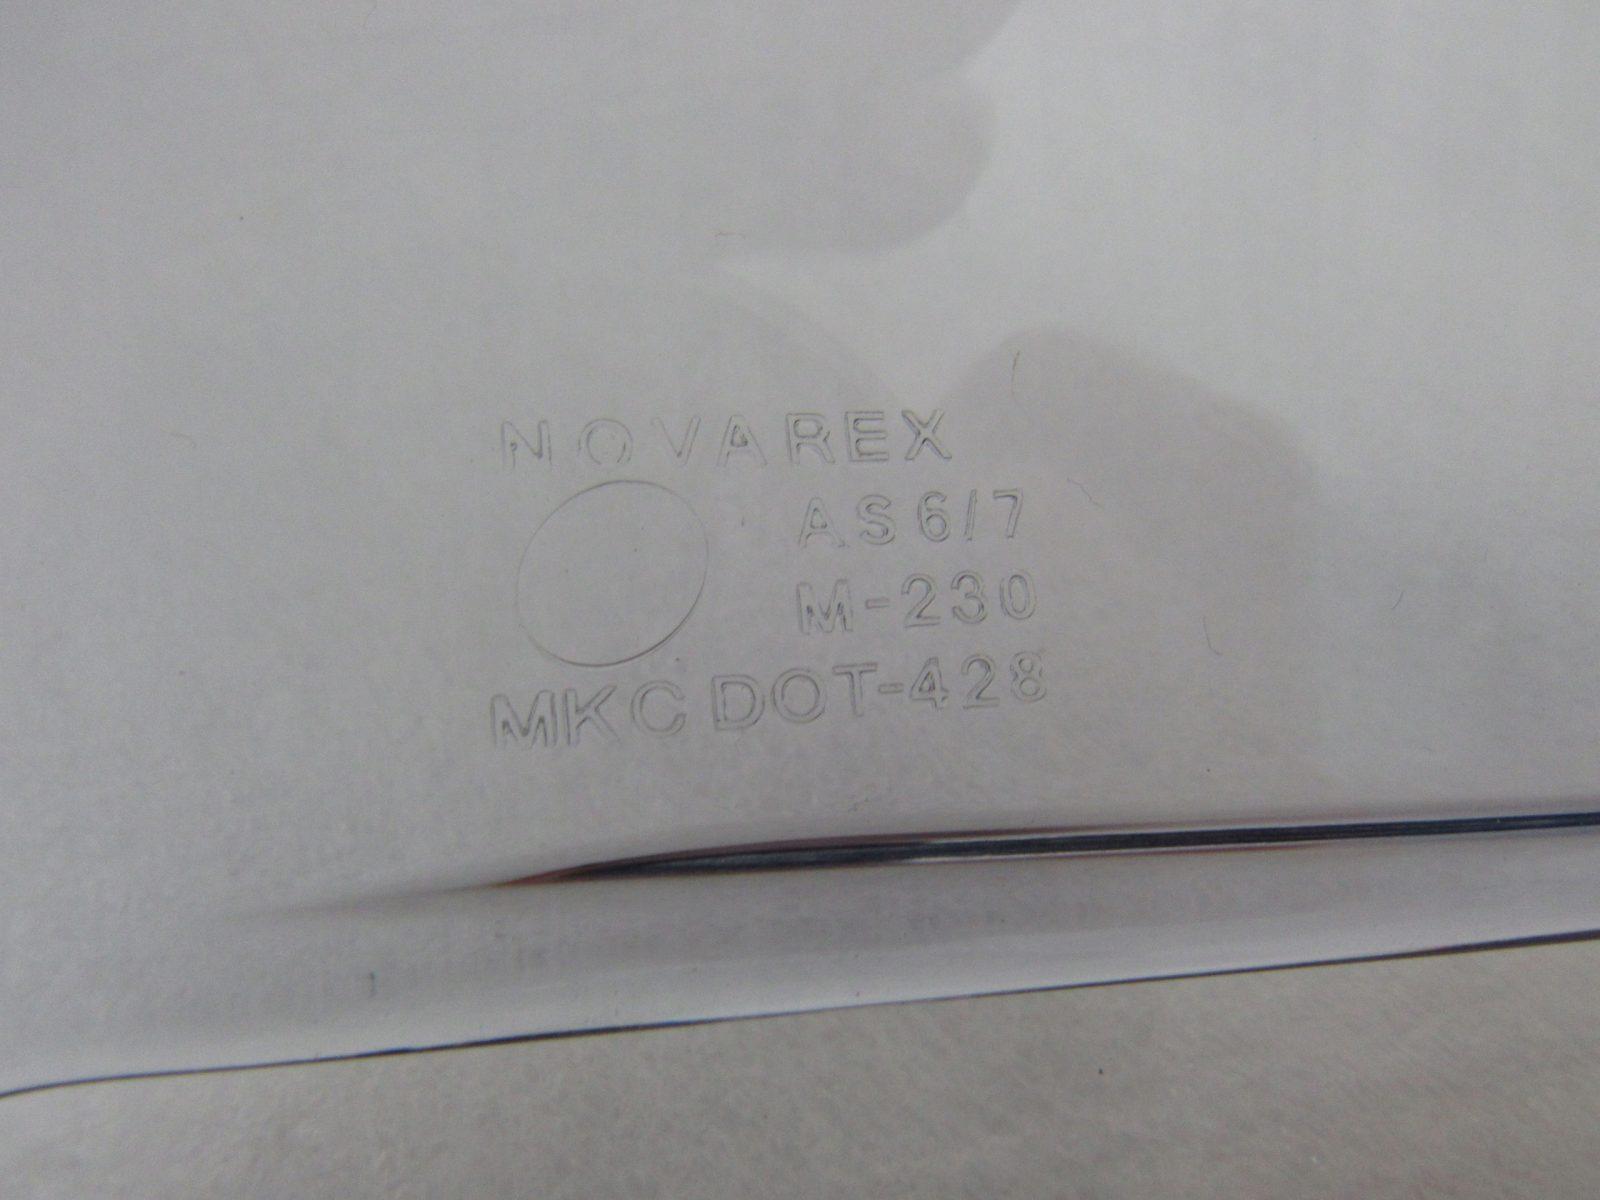 NOVAREX
AS6/7
M-230
MKC DOT-428